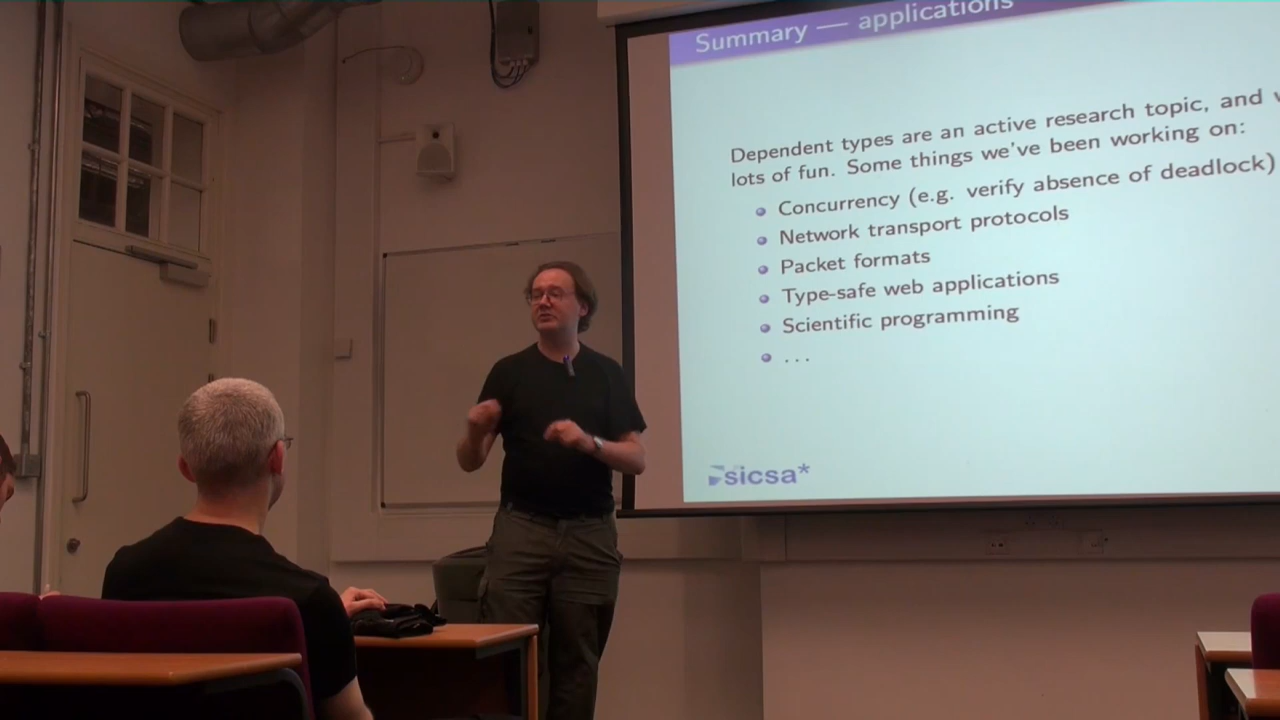 Summary — applications
Dependent types are an active research topic, and
lots of fun. Some things we've been working on:
Concurrency (e.g. verify absence of deadlock)
Network transport protocols
Packet formats
Type-safe web applications
Scientific programming
...
sicsa*